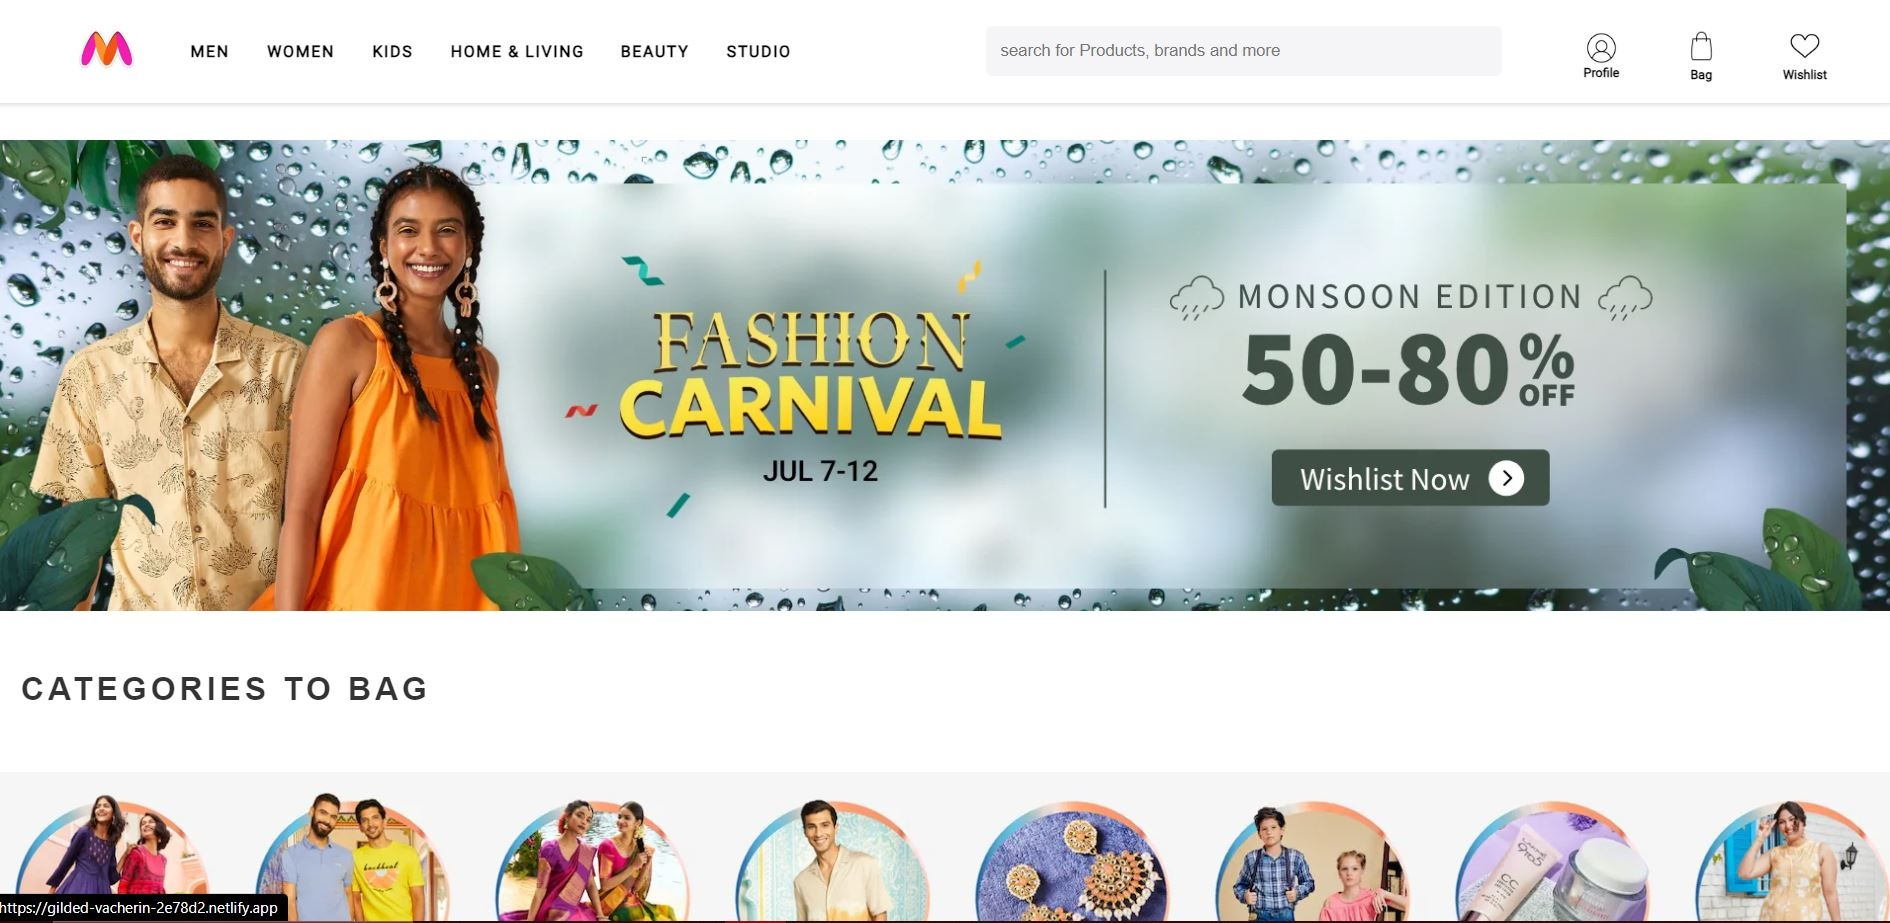 MEN WOMEN KIDS HOME & LIVING BEAUTY STUDIO
search for Products, brands and more
Profile
Bag
Wishlist
FASHION
CARNIVAL
JUL 7-12
MONSOON EDITION
50-80%
OFF
Wishlist Now
CATEGORIES TO BAG
https://gilded-vacherin-2e78d2.netlify.app